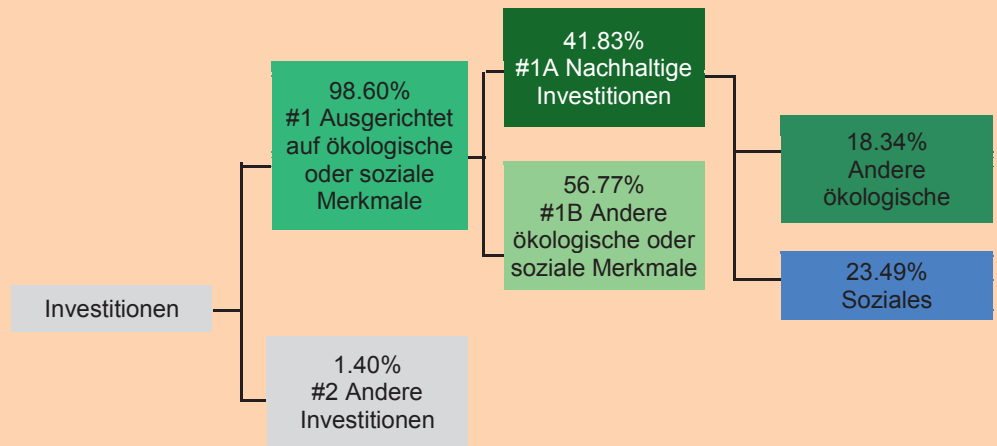 Investitionen
98.60%
#1 Ausgerichtet
auf ökologische
oder soziale
Merkmale
1.40%
#2 Andere
Investitionen
41.83%
#1A Nachhaltige
Investitionen
56.77%
#1B Andere
ökologische oder
soziale Merkmale
18.34%
Andere
ökologische
23.49%
Soziales